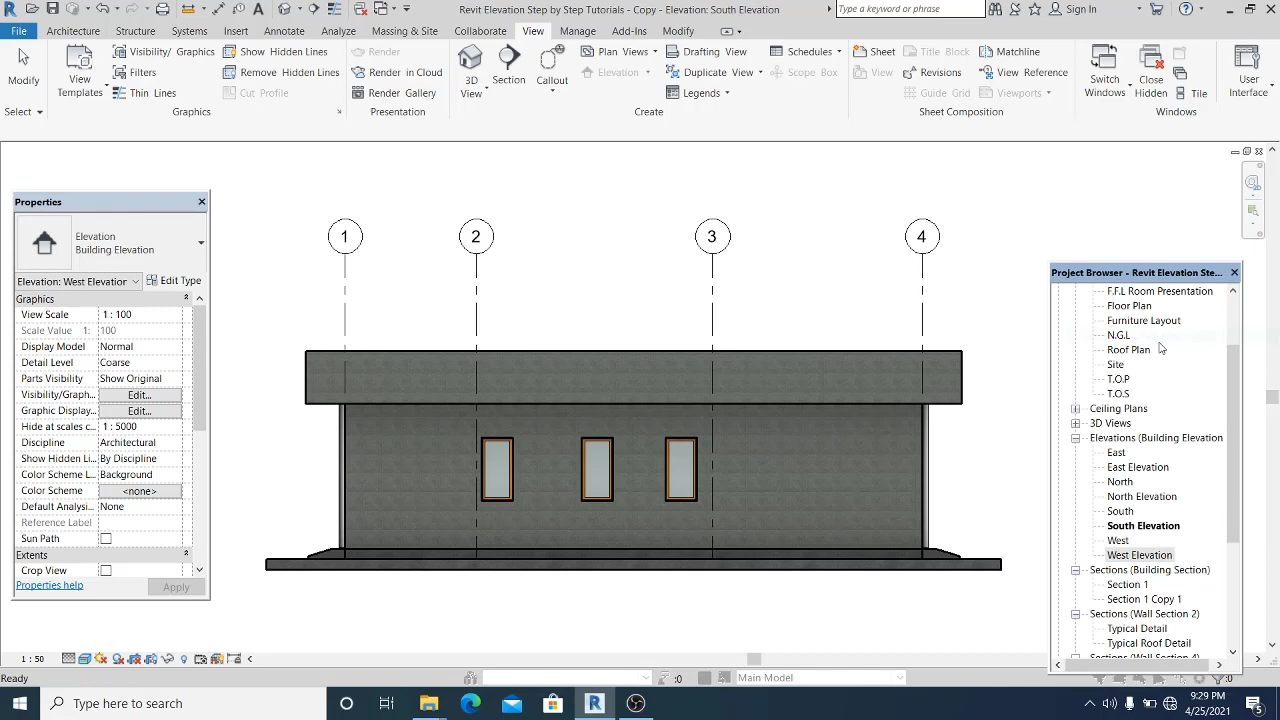 Revit Elevation Step by Step Tutorials - Copy - Elevation: South Elevation
Type a keyword or phrase
Sign In
File Architecture Structure Systems Insert Annotate Analyze Massing & Site Collaborate View Manage Add-Ins Modify
Modify
View Templates
Visibility/ Graphics
Filters
Thin Lines
Show Hidden Lines
Remove Hidden Lines
Cut Profile
Render
Render in Cloud
Render Gallery
3D View
Section
Callout
Plan Views
Elevation
Drafting View
Duplicate View
Legends
Schedules
Scope Box
Sheet
View
Title Block
Revisions
Guide Grid
Matchline
View Reference
Viewports
Switch Windows
Close Hidden
Tile
User Interface
Select Graphics Presentation Create Sheet Composition Windows
Properties
Elevation
Building Elevation
Elevation: West Elevation
Edit Type
Graphics
View Scale 1 : 100
Scale Value 1: 100
Display Model Normal
Detail Level Coarse
Parts Visibility Show Original
Visibility/Graph... Edit...
Graphic Display... Edit...
Hide at scales c... 1 : 5000
Discipline Architectural
Show Hidden Li... By Discipline
Color Scheme L... Background
Color Scheme <none>
Default Analysi... None
Reference Label
Sun Path
Extents
Crop View
Properties help
Apply
1 2 3 4
Project Browser - Revit Elevation Ste...
F.F.L Room Presentation
Floor Plan
Furniture Layout
N.G.L
Roof Plan
Site
T.O.P
T.O.S
Ceiling Plans
3D Views
Elevations (Building Elevation
East
East Elevation
North
North Elevation
South
South Elevation
West
West Elevation
Sections (Building Section)
Section 1
Section 1 Copy 1
Sections (Wall Section 2)
Typical Detail
Typical Roof Detail
Sections (Wall Section 4)
1 : 50
Ready
:0
Main Model
:0
Type here to search
9:29 PM
4/25/2021
5